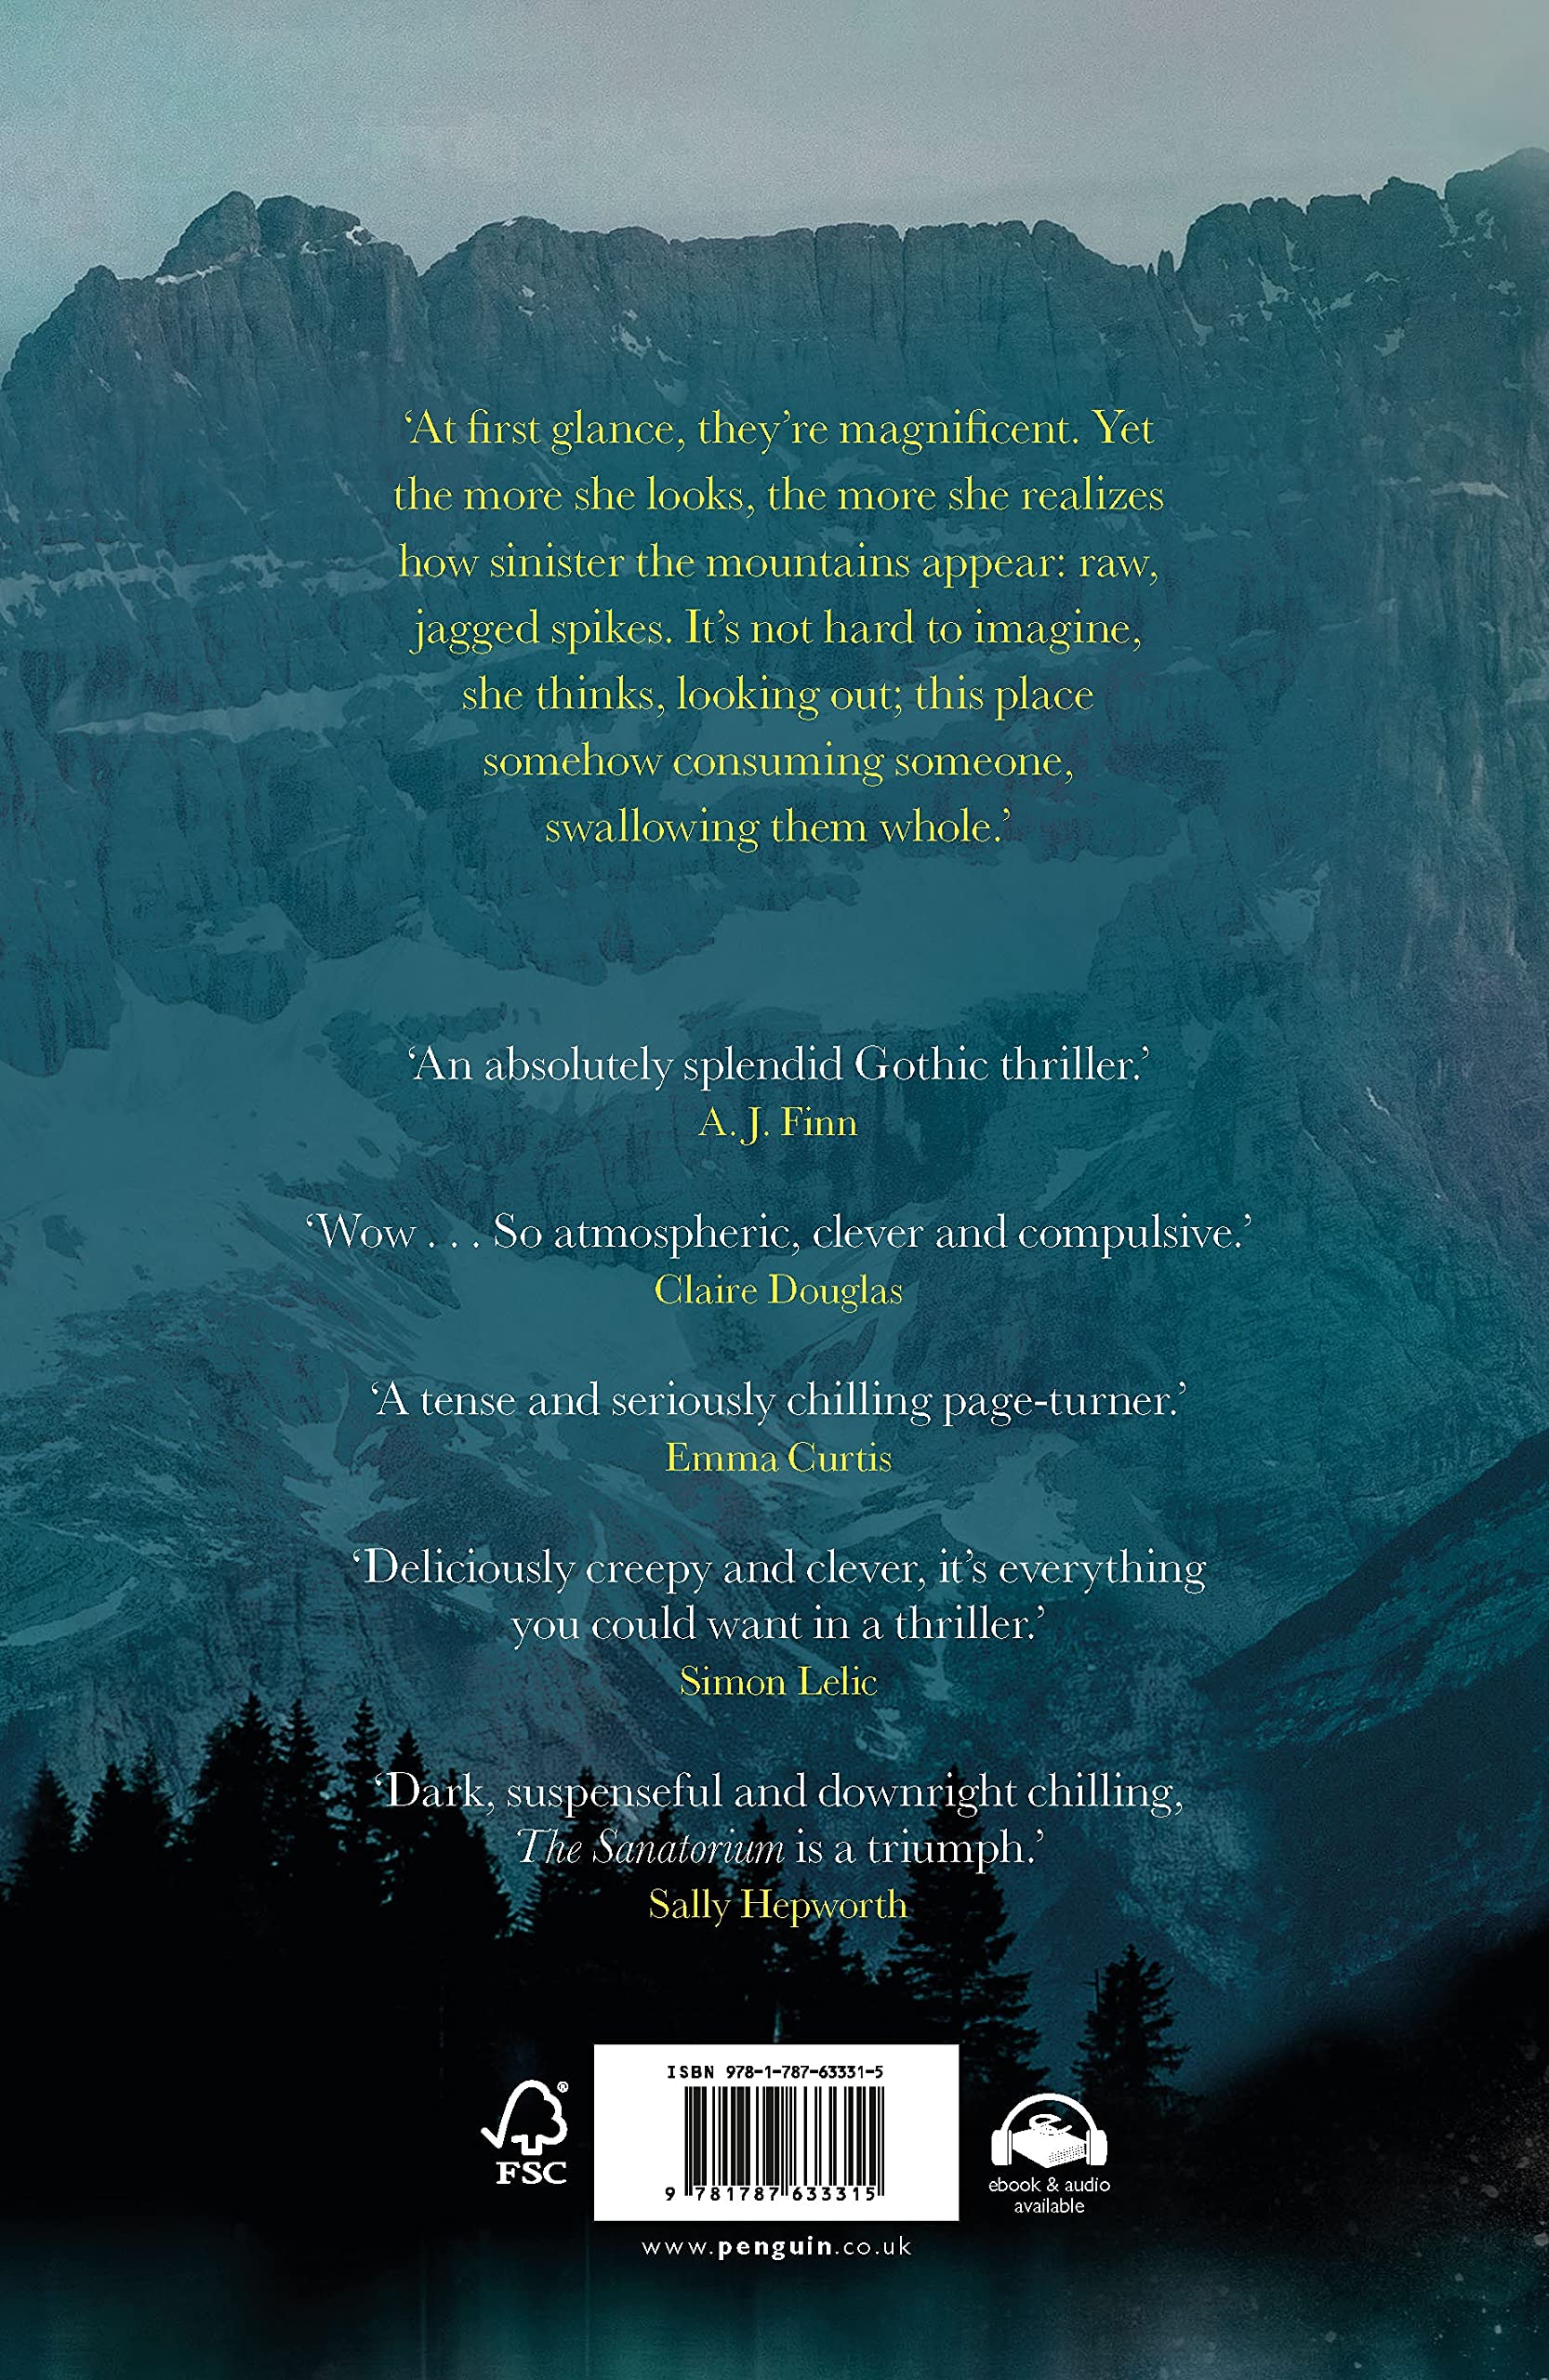 ‘At first glance, they’re magnificent. Yet
the more she looks, the more she realizes
how sinister the mountains appear: raw,
jagged spikes. It’s not hard to imagine,
she thinks, looking out; this place
somehow consuming someone,
swallowing them whole.’
‘An absolutely splendid Gothic thriller.’
A. J. Finn
‘Wow . . . So atmospheric, clever and compulsive.’
Claire Douglas
‘A tense and seriously chilling page-turner.’
Emma Curtis
‘Deliciously creepy and clever, it’s everything
you could want in a thriller.’
Simon Lelic
‘Dark, suspenseful and downright chilling,
The Sanatorium is a triumph.’
Sally Hepworth
ISBN 978-1-787-63331-5
9 781787 633315
®
FSC
ebook & audio
available
www.penguin.co.uk